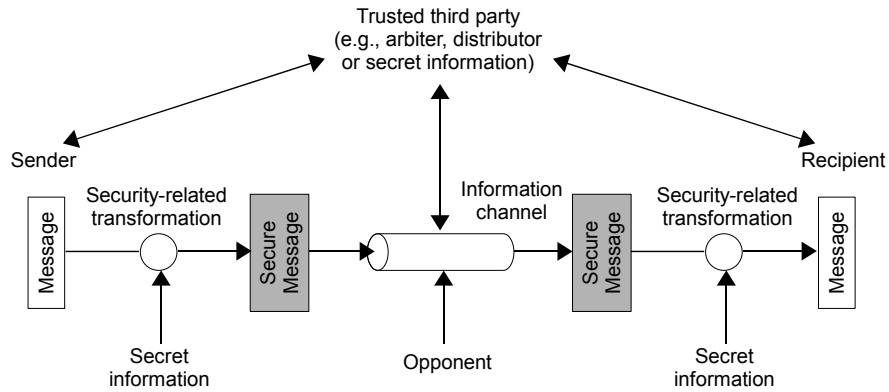 Trusted third party
(e.g., arbiter, distributor
or secret information)
Sender
Recipient
Security-related
transformation
Information
channel
Security-related
transformation
Message
Secure
Message
Secure
Message
Message
Secret
information
Opponent
Secret
information